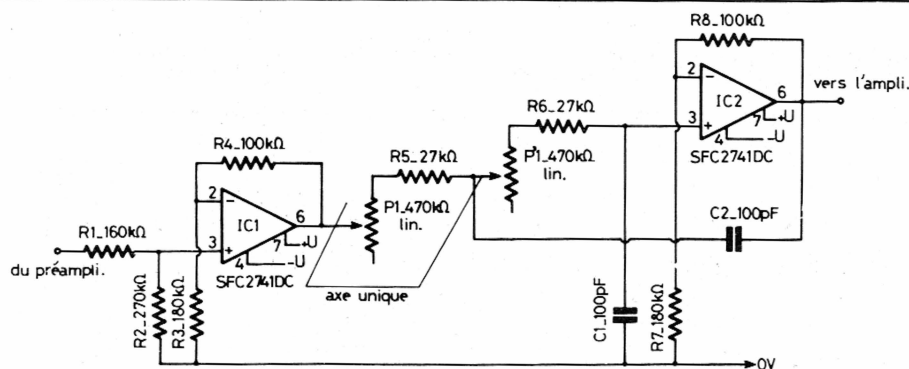 R8_100kΩ
2
6
vers l'ampli.
IC2
R6_27kΩ
3
7
+U
4
-U
SFC2741DC
R4_100kΩ
R5_27kΩ
P'1_470kΩ
lin.
2
6
IC1
P1_470kΩ
lin.
C2_100pF
R1_160kΩ
3
7
+U
4
-U
du préampli.
SFC2741DC
axe unique
R2_270kΩ
R3_180kΩ
C1_100pF
R7_180kΩ
0V